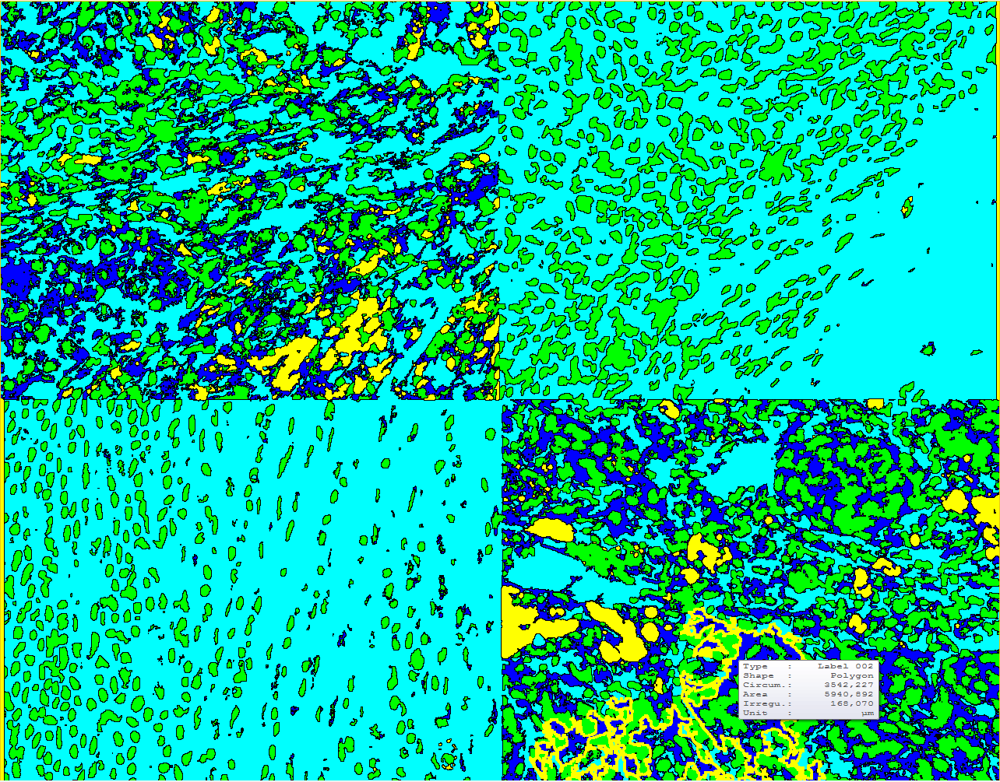 Type : Label 002
Shape : Polygon
Circum.: 3542,227
Area : 5940,892
Irregu.: 168,070
Unit : µm